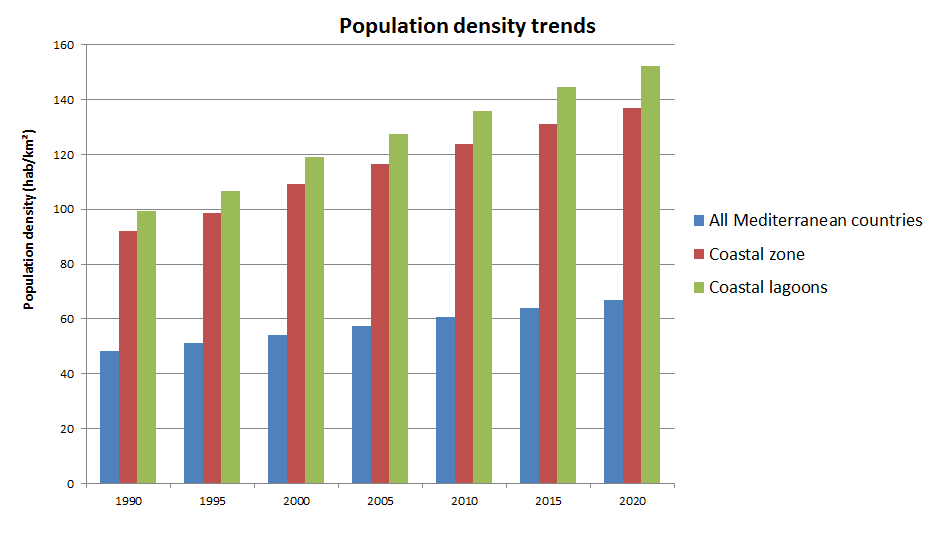 Population density trends
Population density (hab/km²)
160
140
120
100
80
60
40
20
0
1990 1995 2000 2005 2010 2015 2020
All Mediterranean countries
Coastal zone
Coastal lagoons